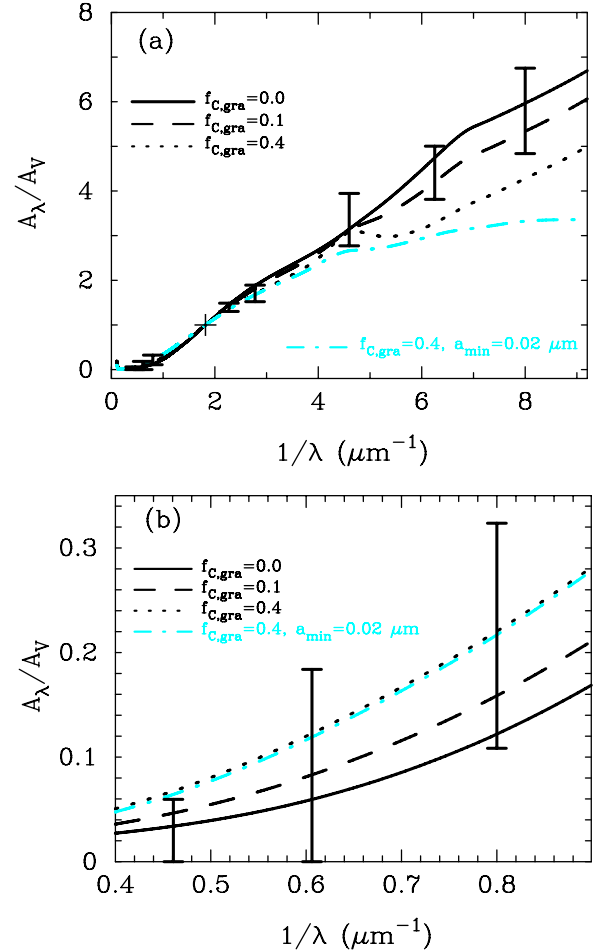 (a)
8
6
4
2
0
A_λ/A_V
f_C,gra=0.0
f_C,gra=0.1
f_C,gra=0.4
f_C,gra=0.4, a_min=0.02 μm
0 2 4 6 8
1/λ (μm⁻¹)
(b)
0.3
0.2
0.1
0
A_λ/A_V
f_C,gra=0.0
f_C,gra=0.1
f_C,gra=0.4
f_C,gra=0.4, a_min=0.02 μm
0.4 0.5 0.6 0.7 0.8
1/λ (μm⁻¹)